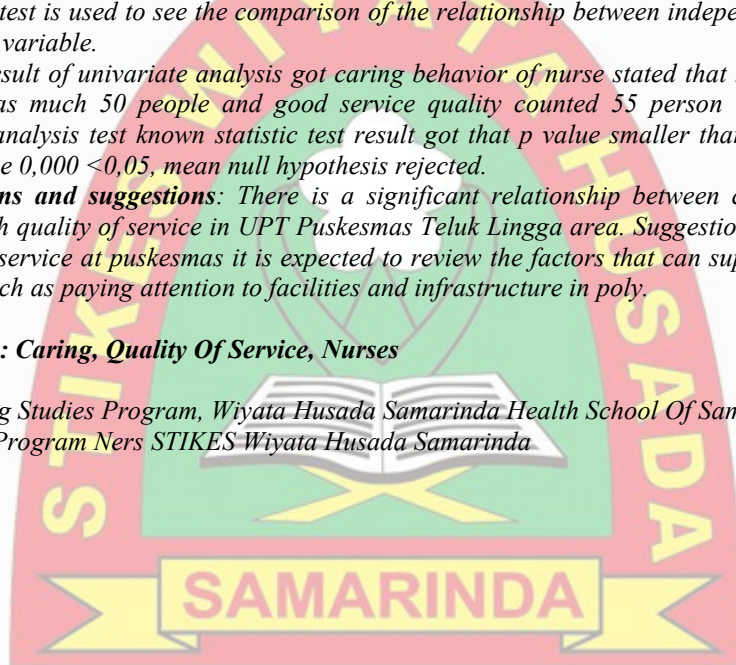 test is used to see the comparison of the relationship between indepe
variable.
sult of univariate analysis got caring behavior of nurse stated that
as much 50 people and good service quality counted 55 person
analysis test known statistic test result got that p value smaller tha
e 0,000 <0,05, mean null hypothesis rejected.
ns and suggestions: There is a significant relationship between c
h quality of service in UPT Puskesmas Teluk Lingga area. Suggestio
service at puskesmas it is expected to review the factors that can sup
ch as paying attention to facilities and infrastructure in poly.
: Caring, Quality Of Service, Nurses
g Studies Program, Wiyata Husada Samarinda Health School Of Sam
Program Ners STIKES Wiyata Husada Samarinda
STIKES WIYATA HUSADA
SAMARINDA